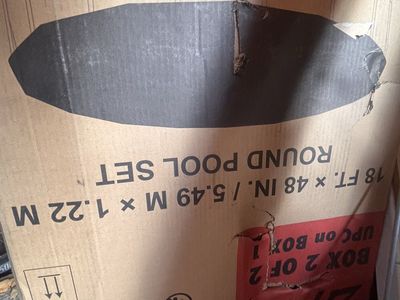 18 FT. × 48 IN. / 5.49 M × 1.22 M
ROUND POOL SET
BOX 2 OF 2
UPC on BOX 1